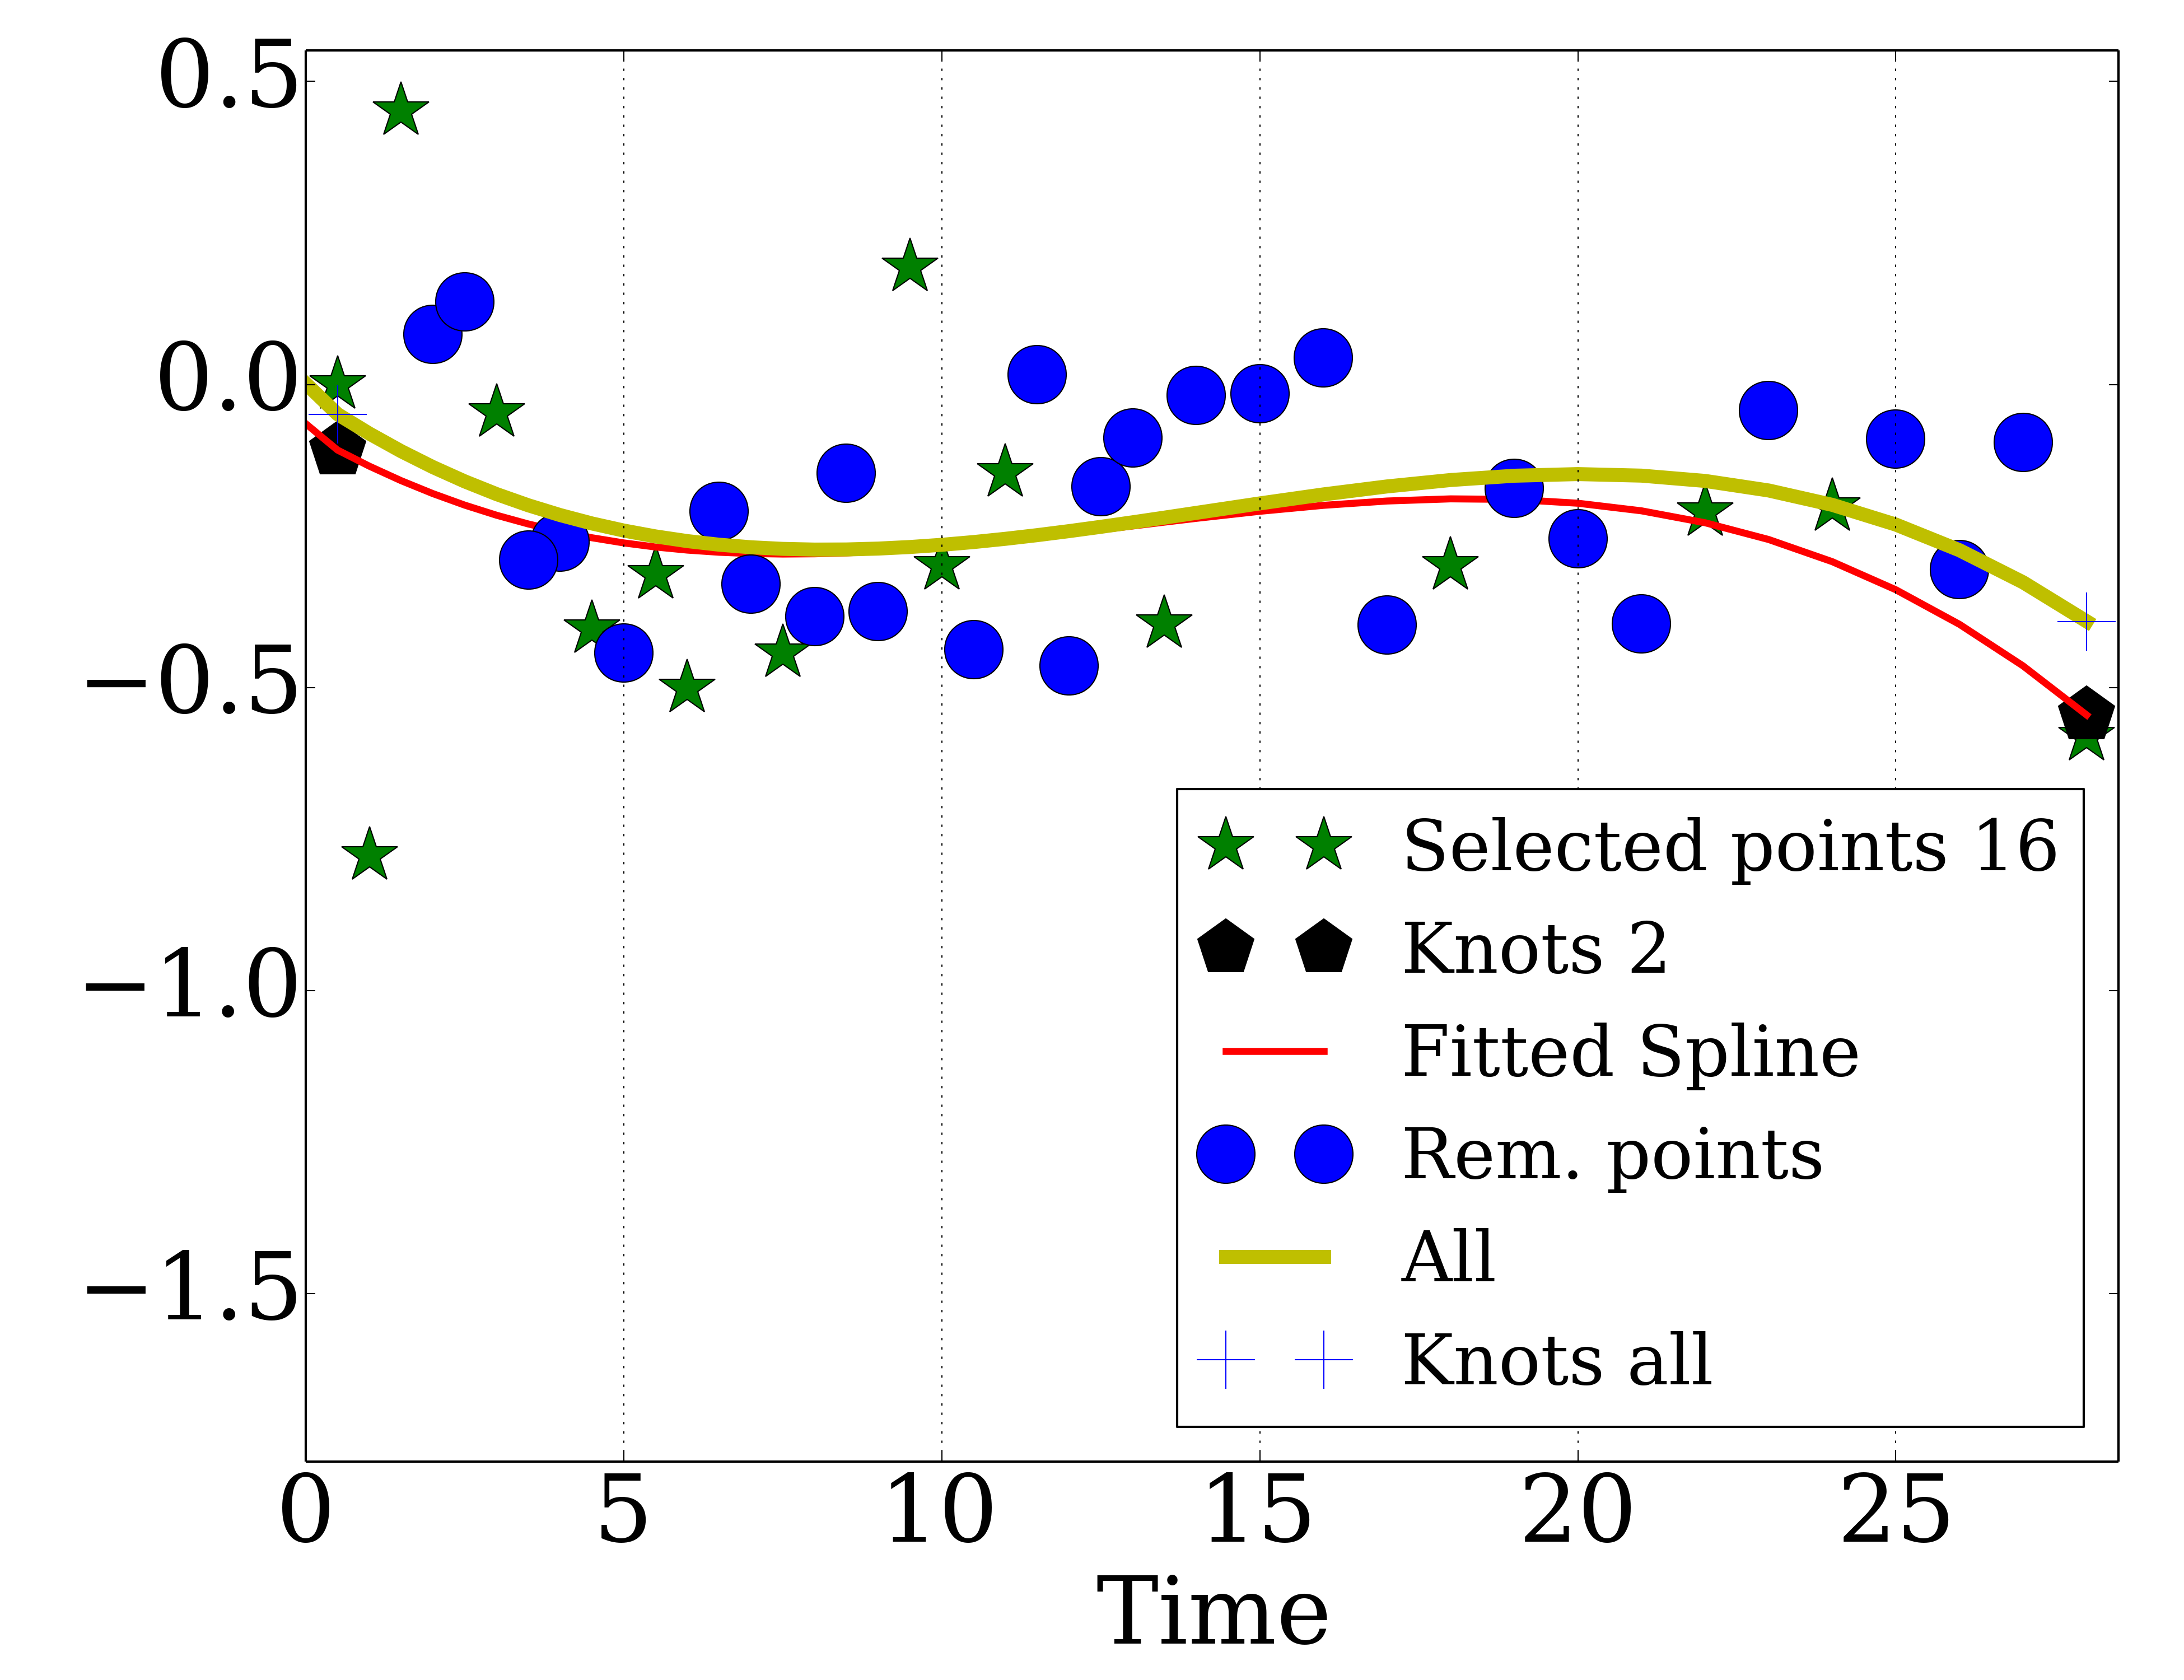 0.5
0.0
−0.5
−1.0
−1.5
Selected points 16
Knots 2
Fitted Spline
Rem. points
All
Knots all
0 5 10 15 20 25
Time